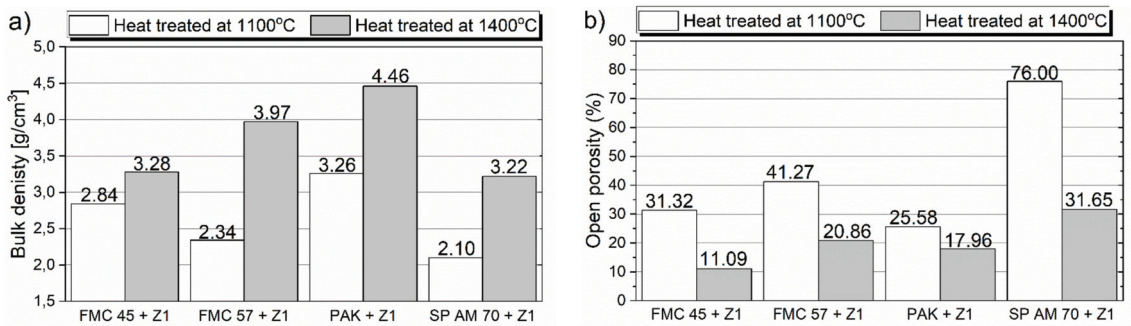 a) Heat treated at 1100°C Heat treated at 1400°C
Bulk denisty [g/cm³]
5,0
4,5
4,0
3,5
3,0
2,5
2,0
1,5
2.84 3.28 2.34 3.97 3.26 4.46 2.10 3.22
FMC 45 + Z1 FMC 57 + Z1 PAK + Z1 SP AM 70 + Z1
b) Heat treated at 1100°C Heat treated at 1400°C
Open porosity (%)
90
80
70
60
50
40
30
20
10
0
31.32 11.09 41.27 20.86 25.58 17.96 76.00 31.65
FMC 45 + Z1 FMC 57 + Z1 PAK + Z1 SP AM 70 + Z1